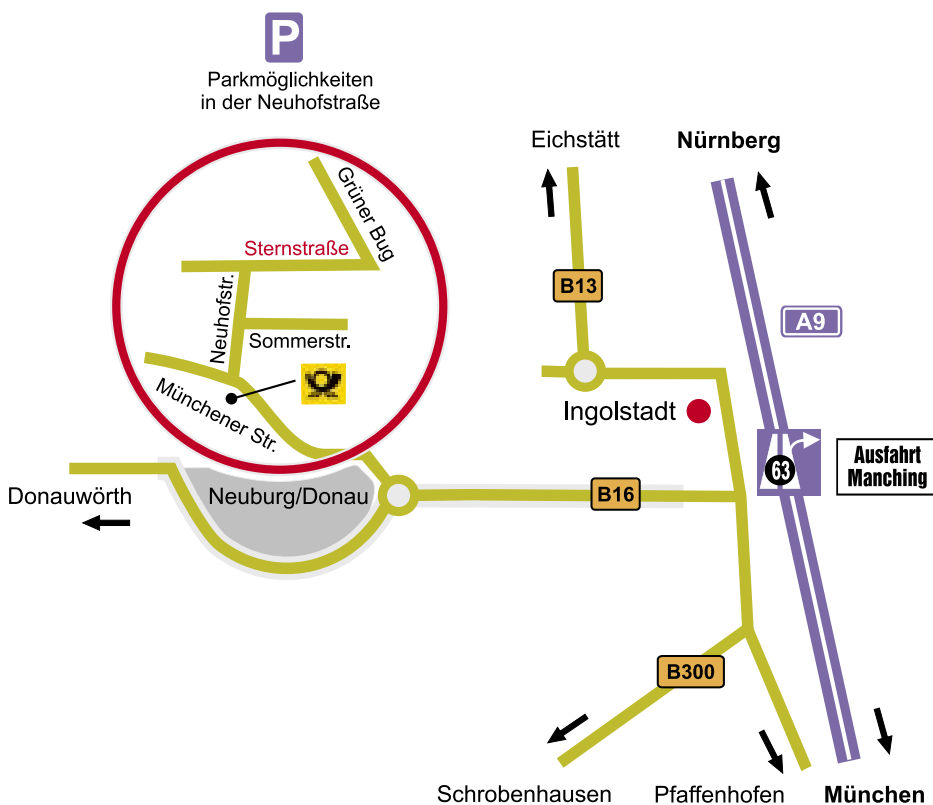 P
Parkmöglichkeiten
in der Neuhofstraße
Eichstätt
Nürnberg
Grüner Bug
Sternstraße
Neuhofstr.
Sommerstr.
Münchener Str.
B13
A9
Ingolstadt
63
Ausfahrt
Manching
Donauwörth
Neuburg/Donau
B16
B300
Schrobenhausen
Pfaffenhofen
München